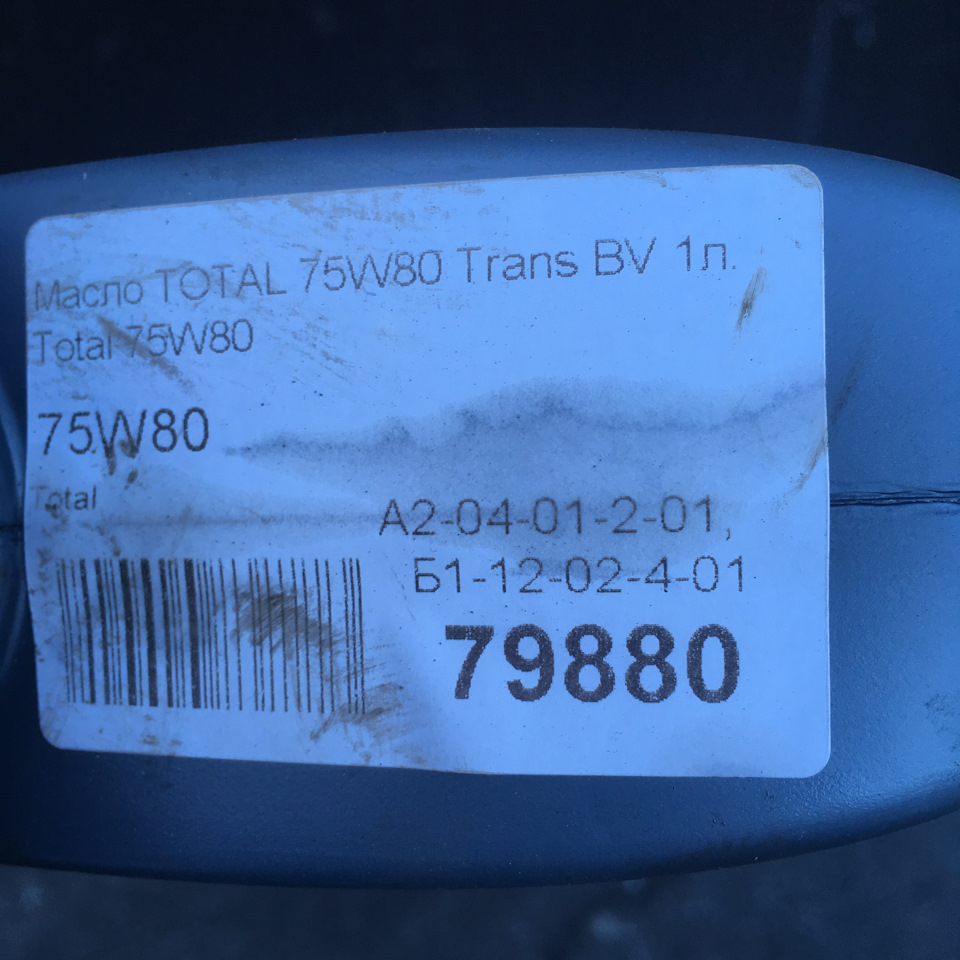 Масло TOTAL 75W80 Trans BV 1л.
Total 75W80
75W80
Total
А2-04-01-2-01,
Б1-12-02-4-01
79880